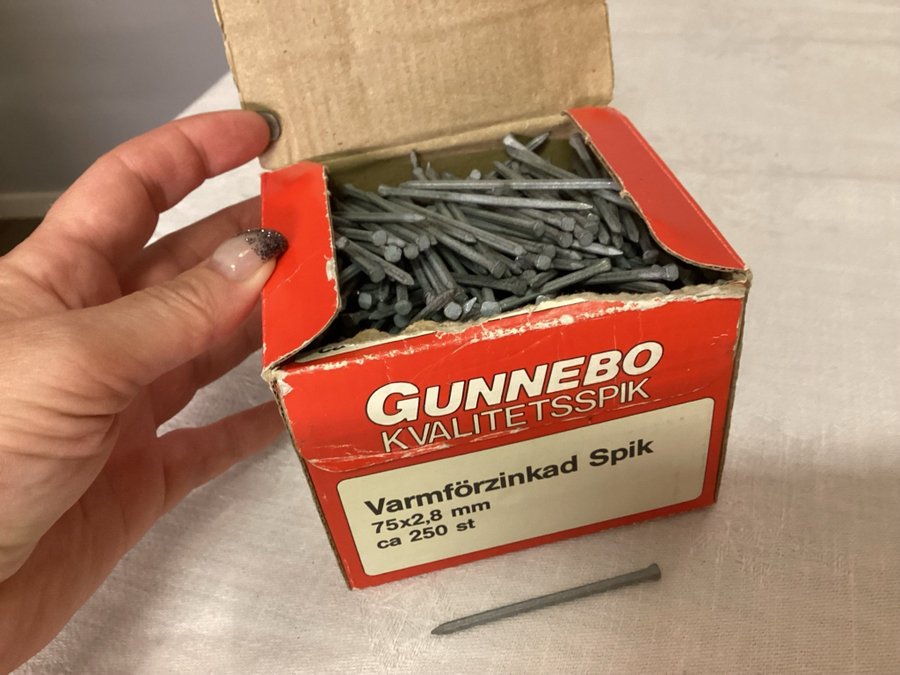 GUNNEBO
KVALITETSSPIK
Varmförzinkad Spik
75x2,8 mm
ca 250 st